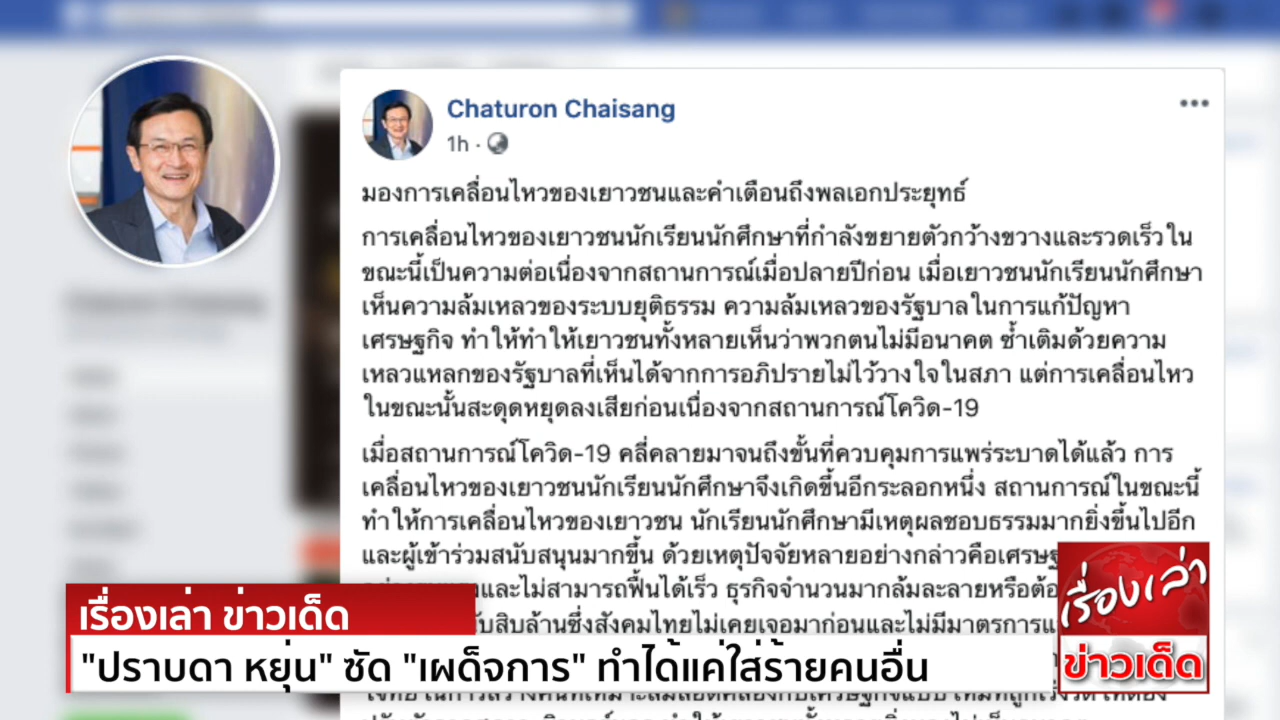 Chaturon Chaisang
1h
มองการเคลื่อนไหวของเยาวชนและคำเตือนถึงพลเอกประยุทธ์
การเคลื่อนไหวของเยาวชนนักเรียนนักศึกษาที่กำลังขยายตัวกว้างขวางและรวดเร็วใน
ขณะนี้เป็นความต่อเนื่องจากสถานการณ์เมื่อปลายปีก่อน เมื่อเยาวชนนักเรียนนักศึกษา
เห็นความล้มเหลวของระบบยุติธรรม ความล้มเหลวของรัฐบาลในการแก้ปัญหา
เศรษฐกิจ ทำให้ทำให้เยาวชนทั้งหลายเห็นว่าพวกตนไม่มีอนาคต ซ้ำเติมด้วยความ
เหลวแหลกของรัฐบาลที่เห็นได้จากการอภิปรายไม่ไว้วางใจในสภา แต่การเคลื่อนไหว
ในขณะนั้นสะดุดหยุดลงเสียก่อนเนื่องจากสถานการณ์โควิด-19
เมื่อสถานการณ์โควิด-19 คลี่คลายมาจนถึงขั้นที่ควบคุมการแพร่ระบาดได้แล้ว การ
เคลื่อนไหวของเยาวชนนักเรียนนักศึกษาจึงเกิดขึ้นอีกระลอกหนึ่ง สถานการณ์ในขณะนี้
ทำให้การเคลื่อนไหวของเยาวชน นักเรียนนักศึกษามีเหตุผลชอบธรรมมากยิ่งขึ้นไปอีก
และผู้เข้าร่วมสนับสนุนมากขึ้น ด้วยเหตุปัจจัยหลายอย่างกล่าวคือเศรษฐ
และไม่สามารถฟื้นได้เร็ว ธุรกิจจำนวนมากล้มละลายหรือต้อ
สิบล้านซึ่งสังคมไทยไม่เคยเจอมาก่อนและไม่มีมาตรการแ
เรื่องเล่า ข่าวเด็ด
"ปราบดา หยุ่น" ซัด "เผด็จการ" ทำได้แค่ใส่ร้ายคนอื่น
เรื่องเล่า
ข่าวเด็ด